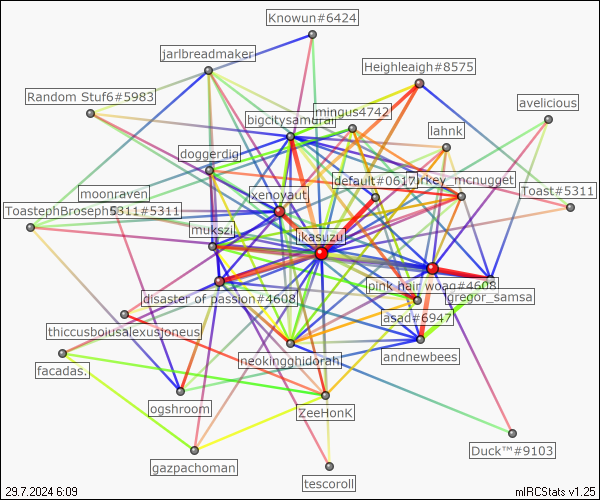 Knowun#6424
jarlbreadmaker
Heighleaigh#8575
Random Stuf6#5983
avelicious
mingus4742
bigcitysamurai
lahnk
doggerdig
default#0617
turkey_mcnugget
Toast#5311
moonraven
xenoyaut
ToastephBroseph5311#5311
mukszi
ikasuzu
pink hair woag#4608
gregor_samsa
disaster of passion#4608
asad#6947
thiccusboiusalexusjoneus
neokingghidorah
andnewbees
facadas.
ogshroom
ZeeHonK
Duck™#9103
gazpachoman
tescoroll
29.7.2024 6:09
mIRCStats v1.25